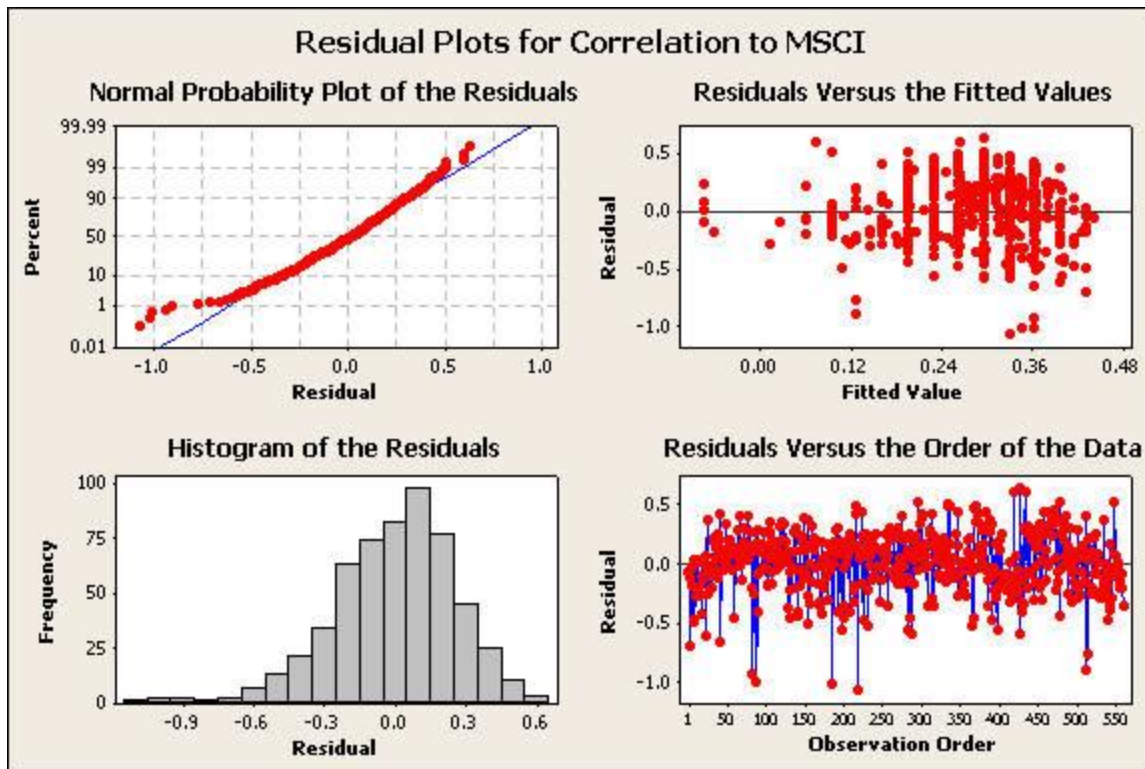 Residual Plots for Correlation to MSCI
Normal Probability Plot of the Residuals
99.99
99
90
50
10
1
0.01
Percent
-1.0 -0.5 0.0 0.5 1.0
Residual
Residuals Versus the Fitted Values
0.5
0.0
-0.5
-1.0
Residual
0.00 0.12 0.24 0.36 0.48
Fitted Value
Histogram of the Residuals
100
75
50
25
0
Frequency
-0.9 -0.6 -0.3 0.0 0.3 0.6
Residual
Residuals Versus the Order of the Data
0.5
0.0
-0.5
-1.0
Residual
1 50 100 150 200 250 300 350 400 450 500 550
Observation Order